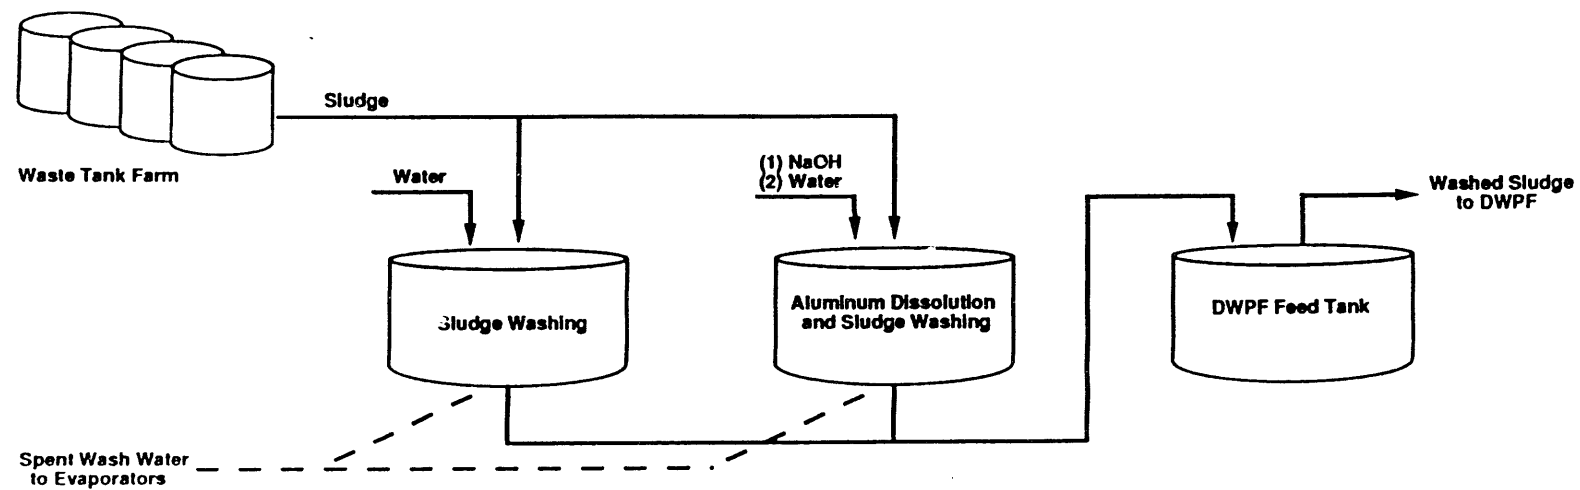 Sludge
Waste Tank Farm
Water
(1) NaOH
(2) Water
Washed Sludge
to DWPF
Sludge Washing
Aluminum Dissolution
and Sludge Washing
DWPF Feed Tank
Spent Wash Water
to Evaporators